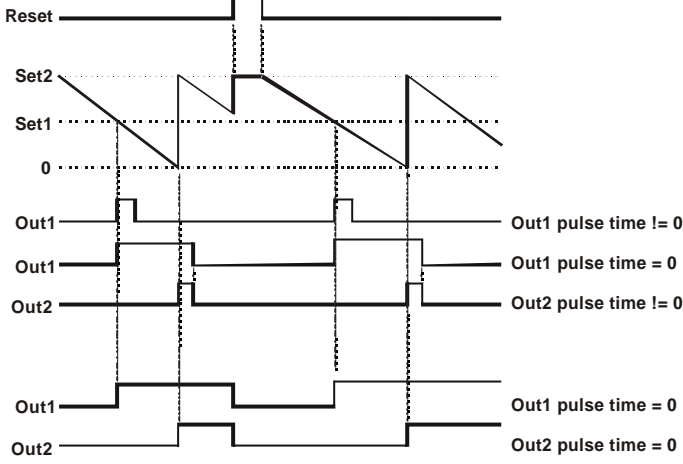 Reset
Set2
Set1
0
Out1 Out1 pulse time != 0
Out1 Out1 pulse time = 0
Out2 Out2 pulse time != 0
Out1 Out1 pulse time = 0
Out2 Out2 pulse time = 0